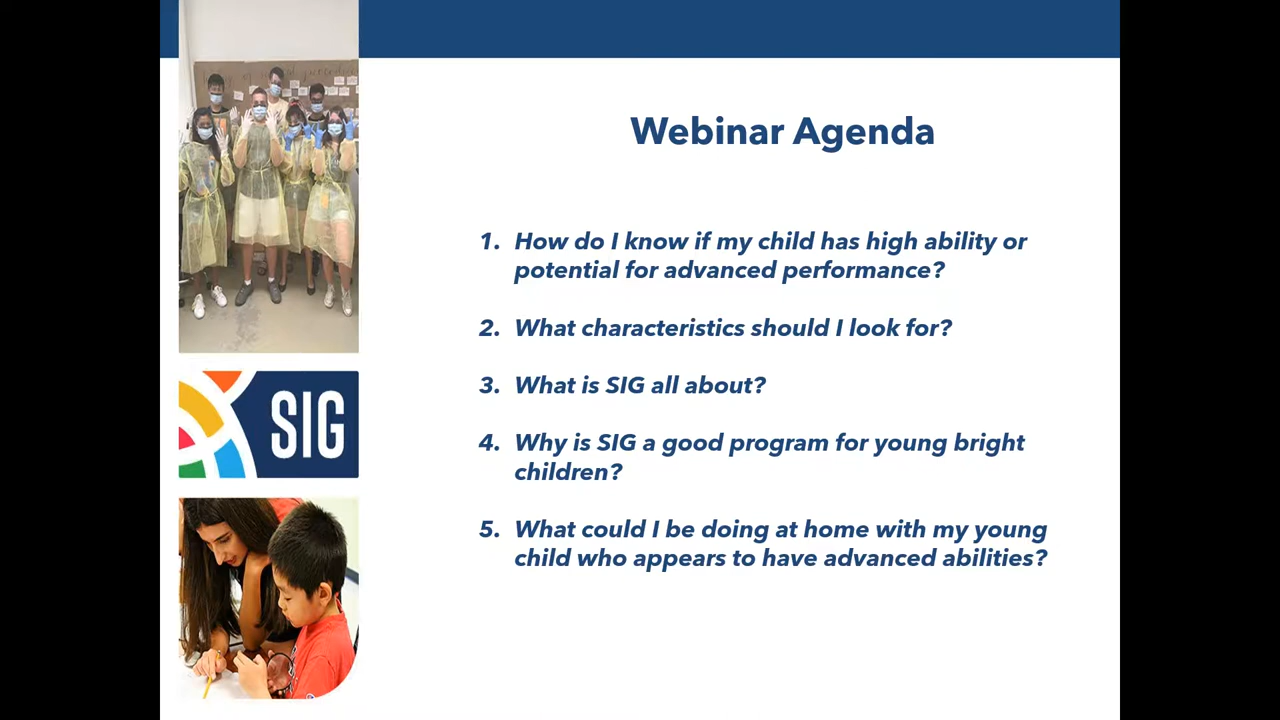 Webinar Agenda
1. How do I know if my child has high ability or
potential for advanced performance?
2. What characteristics should I look for?
3. What is SIG all about?
4. Why is SIG a good program for young bright
children?
5. What could I be doing at home with my young
child who appears to have advanced abilities?
SIG